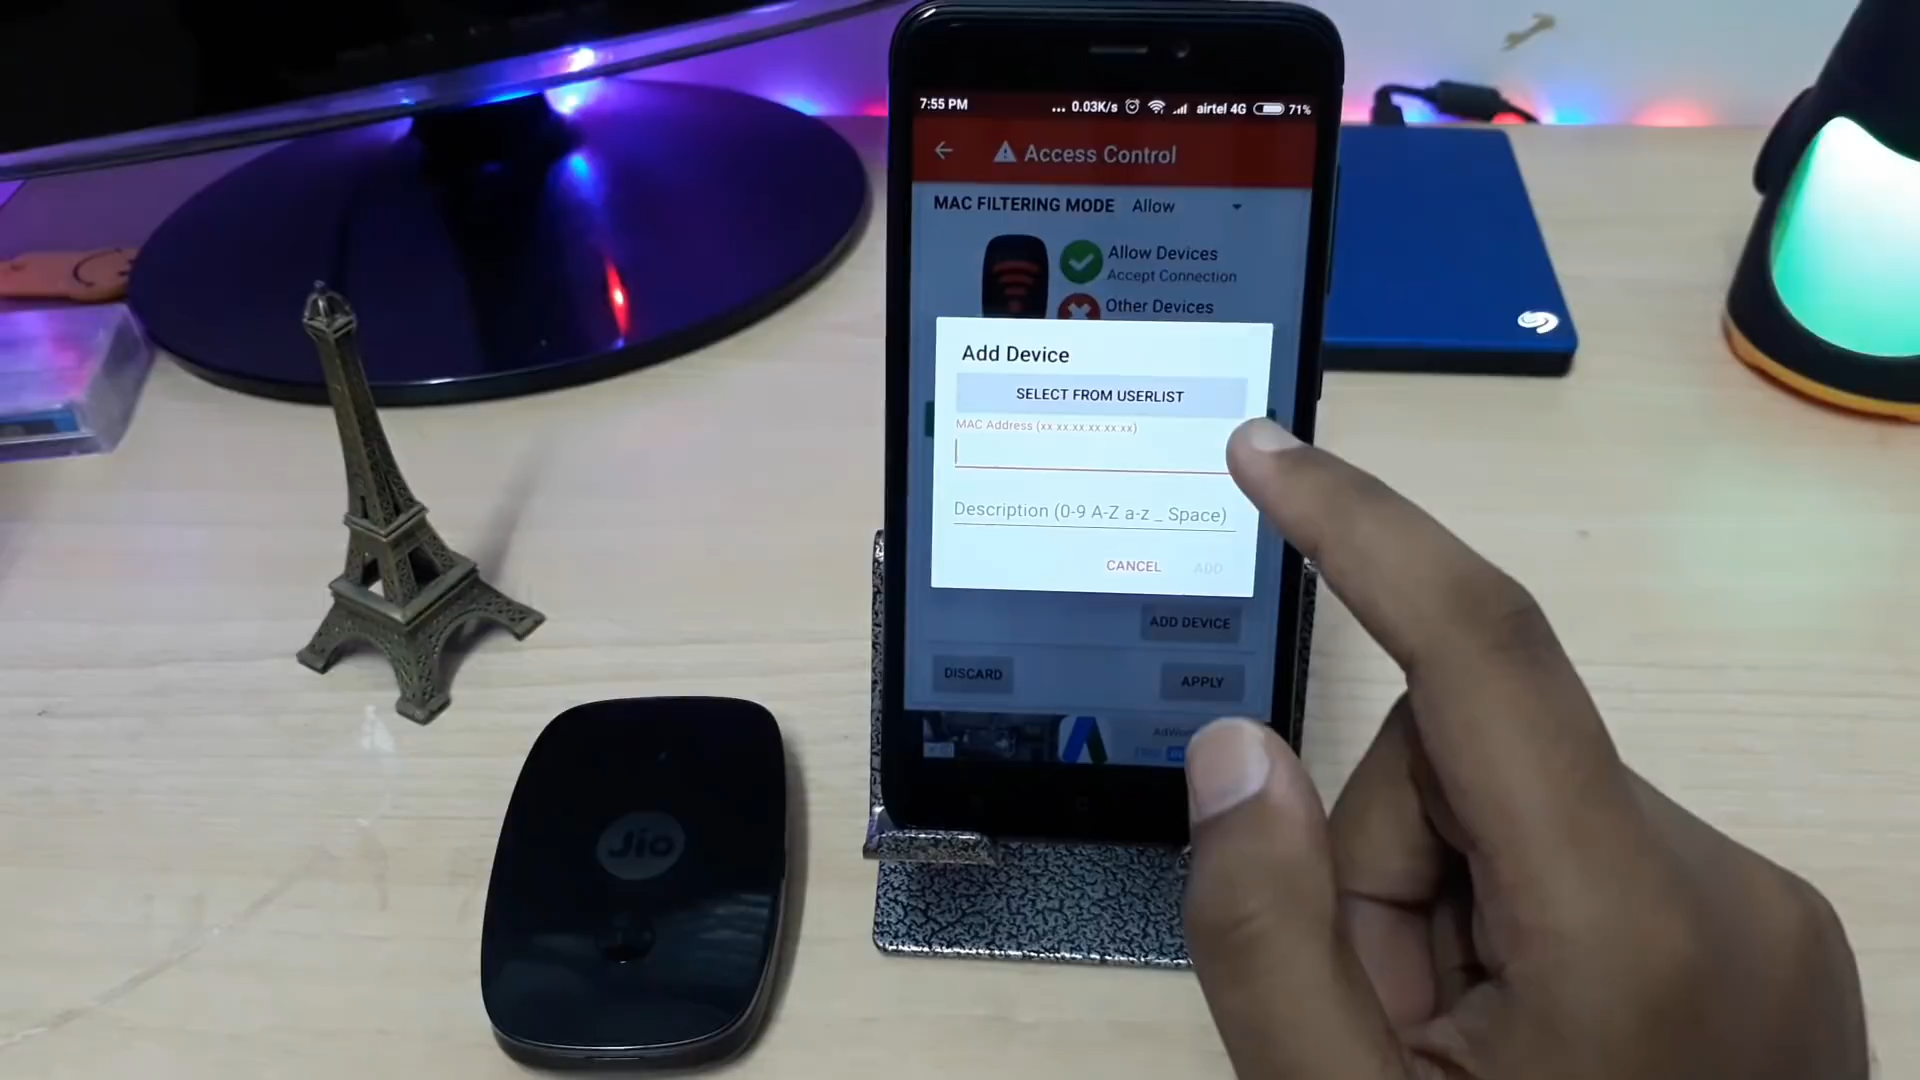 7:55 PM
... 0.03K/s airtel 4G 71%
Access Control
MAC FILTERING MODE Allow
Allow Devices
Accept Connection
Other Devices
Add Device
SELECT FROM USERLIST
MAC Address (xx:xx:xx:xx:xx:xx)
Description (0-9 A-Z a-z _ Space)
CANCEL ADD
ADD DEVICE
DISCARD APPLY
Jio